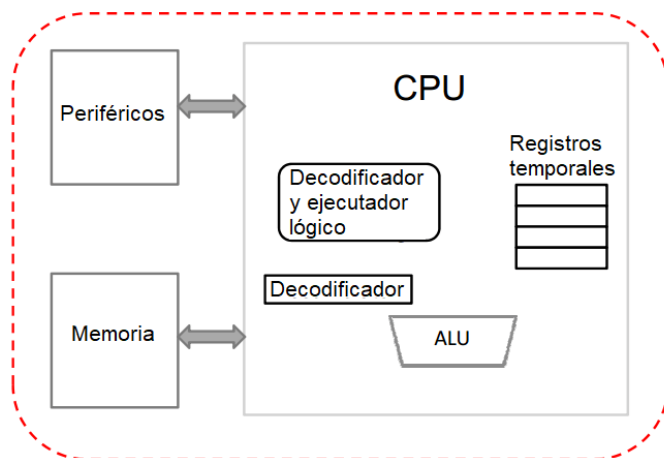 CPU
Periféricos
Registros
temporales
Decodificador
y ejecutador
lógico
Decodificador
Memoria
ALU